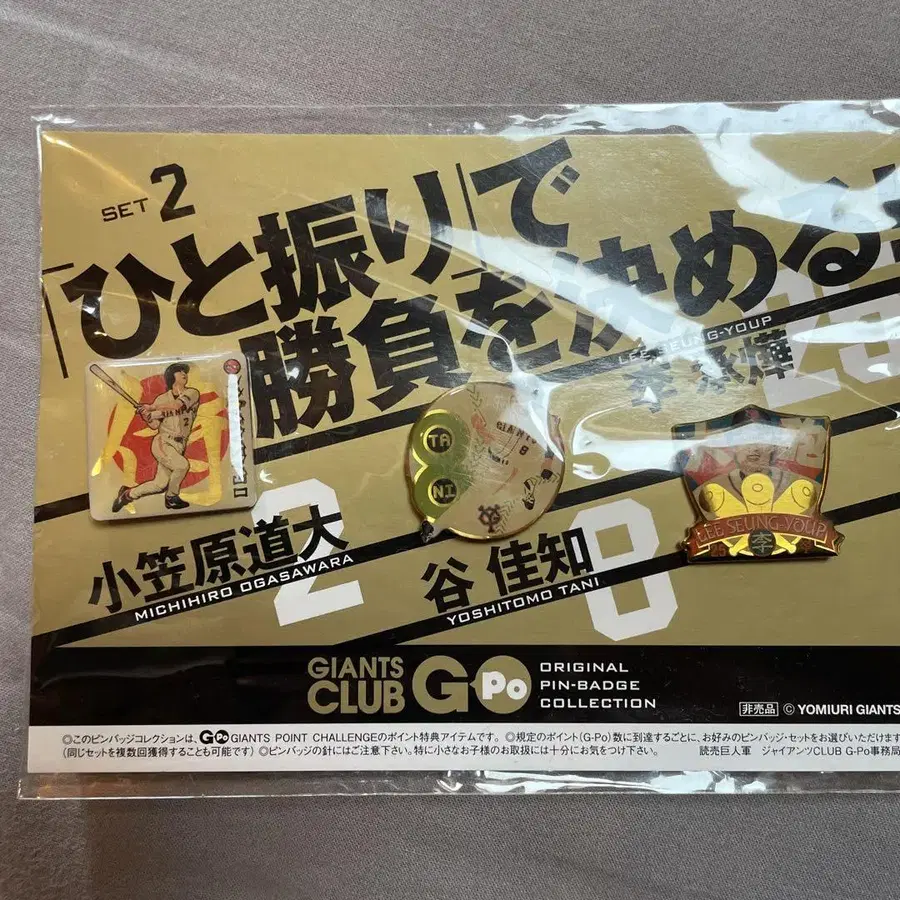 SET 2
「ひと振り」で
勝負を決める
LEE SEUNG-YOUP
李承燁
25
TA
NI
GIANTS
8
LEE SEUNG-YOUP
25
李
小笠原道大
MICHIHIRO OGASAWARA
2
谷 佳知
YOSHITOMO TANI
8
GIANTS
CLUB
G-Po
ORIGINAL
PIN-BADGE
COLLECTION
非売品 © YOMIURI GIANTS
◎このピンバッジコレクションは、G-Po GIANTS POINT CHALLENGEのポイント特典アイテムです。◎規定のポイント(G-Po)数に到達するごとに、お好みのピンバッジ・セットをお選びいただけます
(同じセットを複数回獲得することも可能です)◎ピンバッジの針にはご注意下さい。特に小さなお子様のお取扱には十分にお気をつけ下さい。
読売巨人軍 ジャイアンツCLUB G-Po事務局